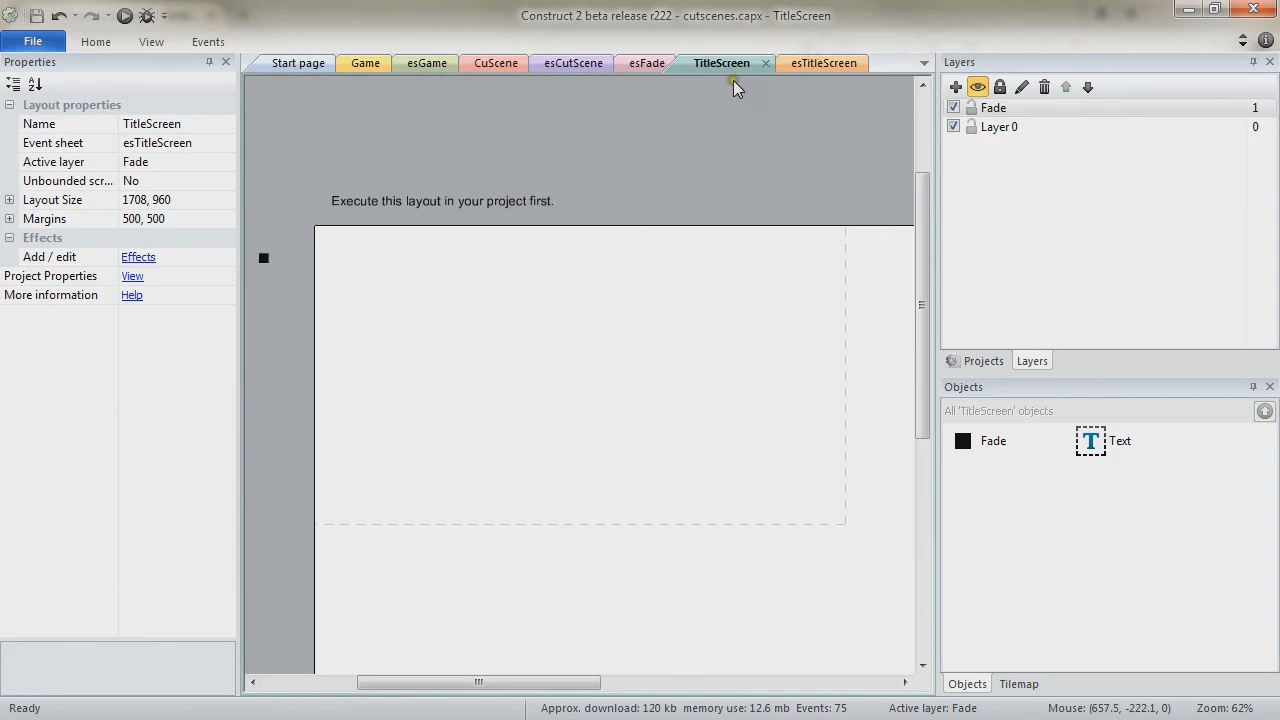 Construct 2 beta release r222 - cutscenes.capx - TitleScreen
File Home View Events
Properties
Layout properties
Name TitleScreen
Event sheet esTitleScreen
Active layer Fade
Unbounded scr... No
Layout Size 1708, 960
Margins 500, 500
Effects
Add / edit Effects
Project Properties View
More information Help
Start page Game esGame CuScene esCutScene esFade TitleScreen esTitleScreen
Execute this layout in your project first.
Layers
Fade 1
Layer 0 0
Projects Layers
Objects
All 'TitleScreen' objects
Fade T Text
Objects Tilemap
Ready Approx. download: 120 kb memory use: 12.6 mb Events: 75 Active layer: Fade Mouse: (657.5, -222.1, 0) Zoom: 62%